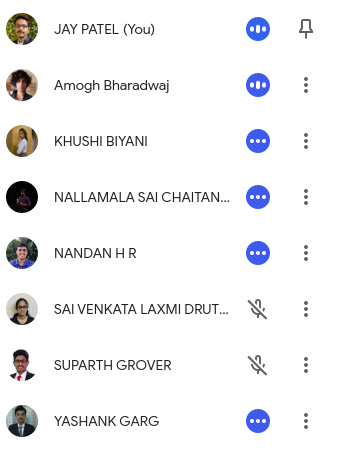 JAY PATEL (You)
Amogh Bharadwaj
KHUSHI BIYANI
NALLAMALA SAI CHAITAN...
NANDAN H R
SAI VENKATA LAXMI DRUT...
SUPARTH GROVER
YASHANK GARG